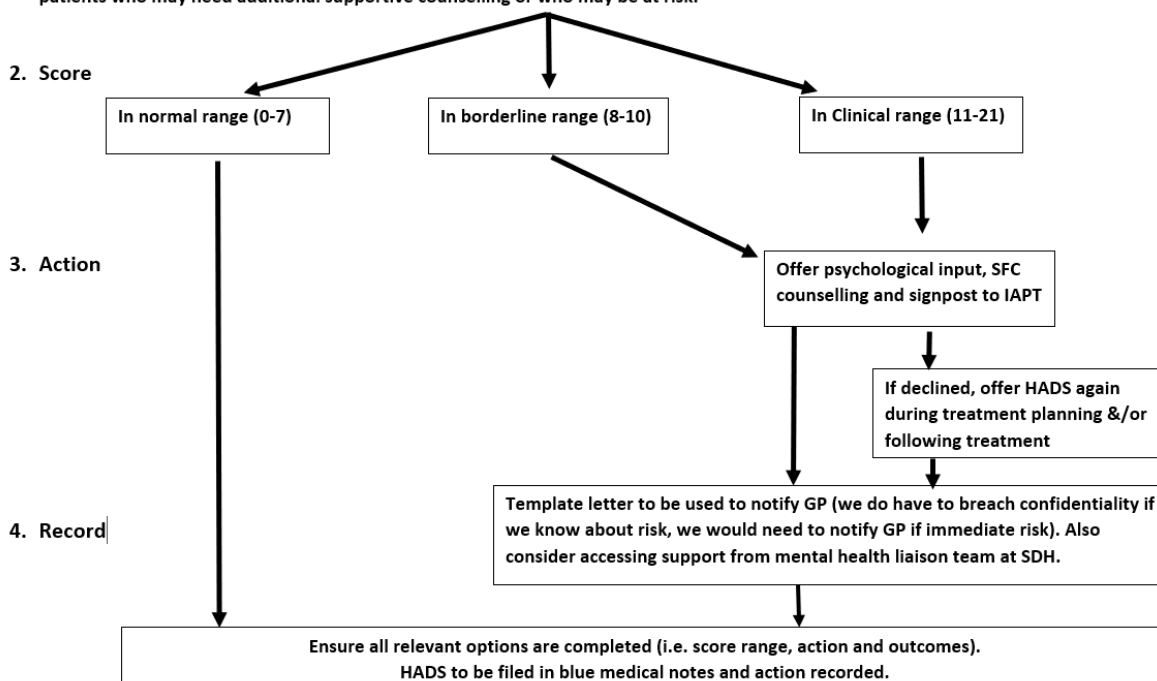 patients who may need additional supportive counselling or who may be at risk.
2. Score
In normal range (0-7)
In borderline range (8-10)
In Clinical range (11-21)
3. Action
Offer psychological input, SFC
counselling and signpost to IAPT
If declined, offer HADS again
during treatment planning &/or
following treatment
4. Record
Template letter to be used to notify GP (we do have to breach confidentiality if
we know about risk, we would need to notify GP if immediate risk). Also
consider accessing support from mental health liaison team at SDH.
Ensure all relevant options are completed (i.e. score range, action and outcomes).
HADS to be filed in blue medical notes and action recorded.